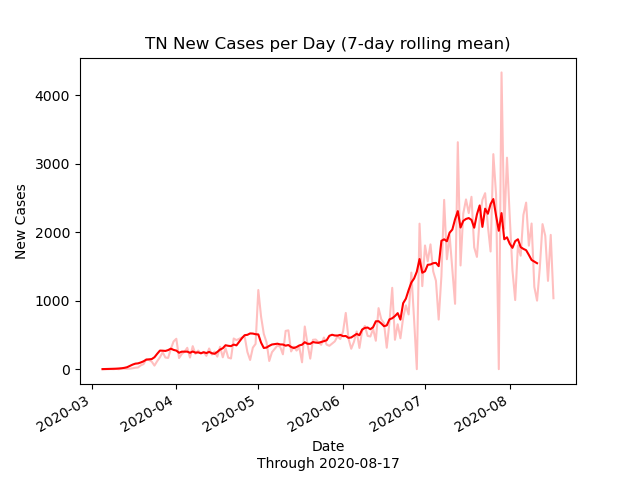 TN New Cases per Day (7-day rolling mean)
4000
3000
2000
1000
0
New Cases
2020-03
2020-04
2020-05
2020-06
2020-07
2020-08
Date
Through 2020-08-17